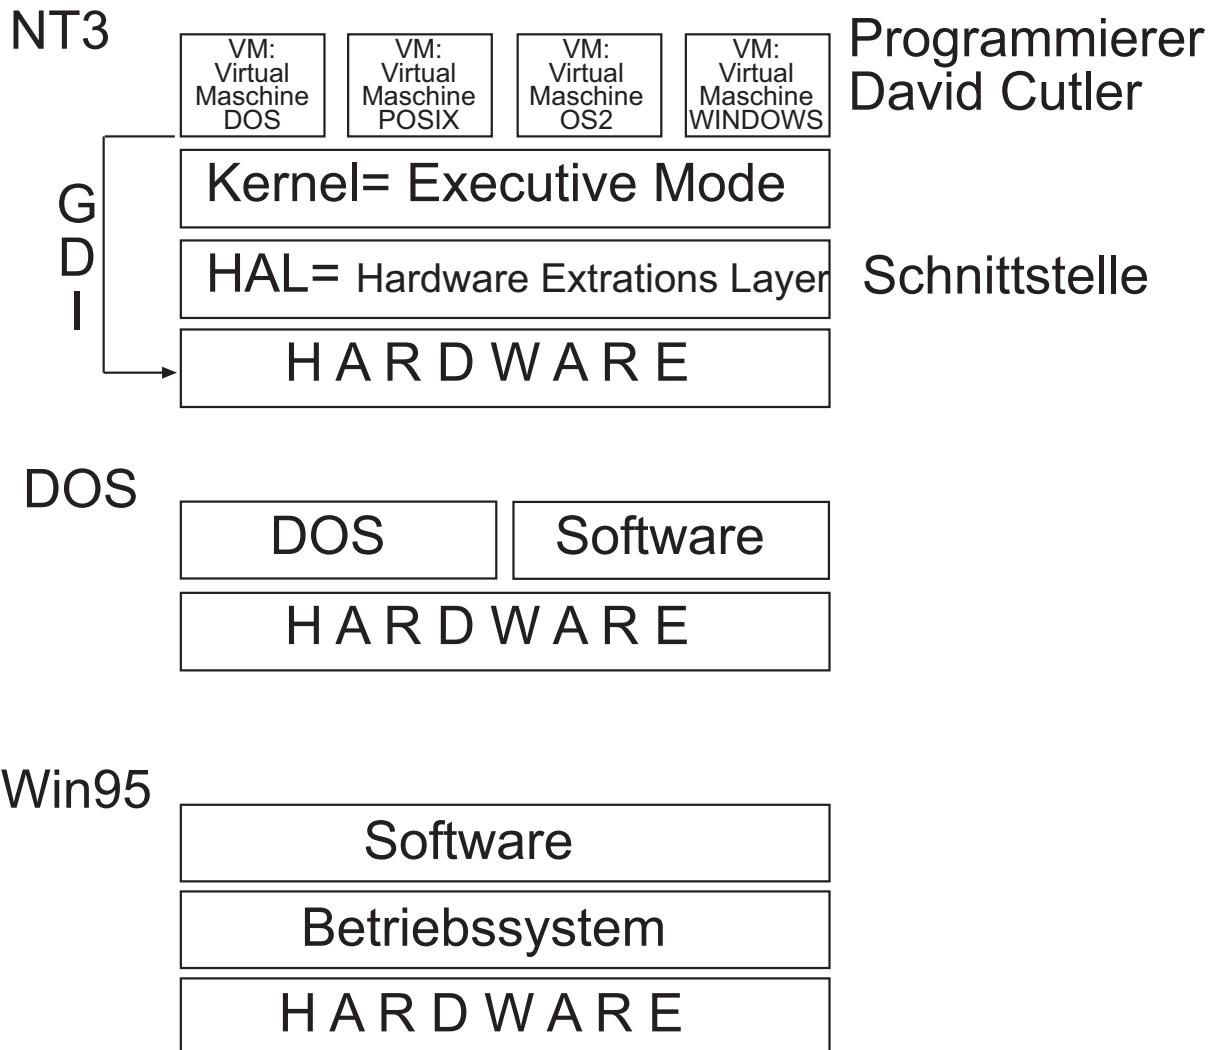 NT3
VM:
Virtual
Maschine
DOS
VM:
Virtual
Maschine
POSIX
VM:
Virtual
Maschine
OS2
VM:
Virtual
Maschine
WINDOWS
Programmierer
David Cutler
G
D
I
Kernel= Executive Mode
HAL= Hardware Extrations Layer
Schnittstelle
H A R D W A R E
DOS
DOS
Software
H A R D W A R E
Win95
Software
Betriebssystem
H A R D W A R E